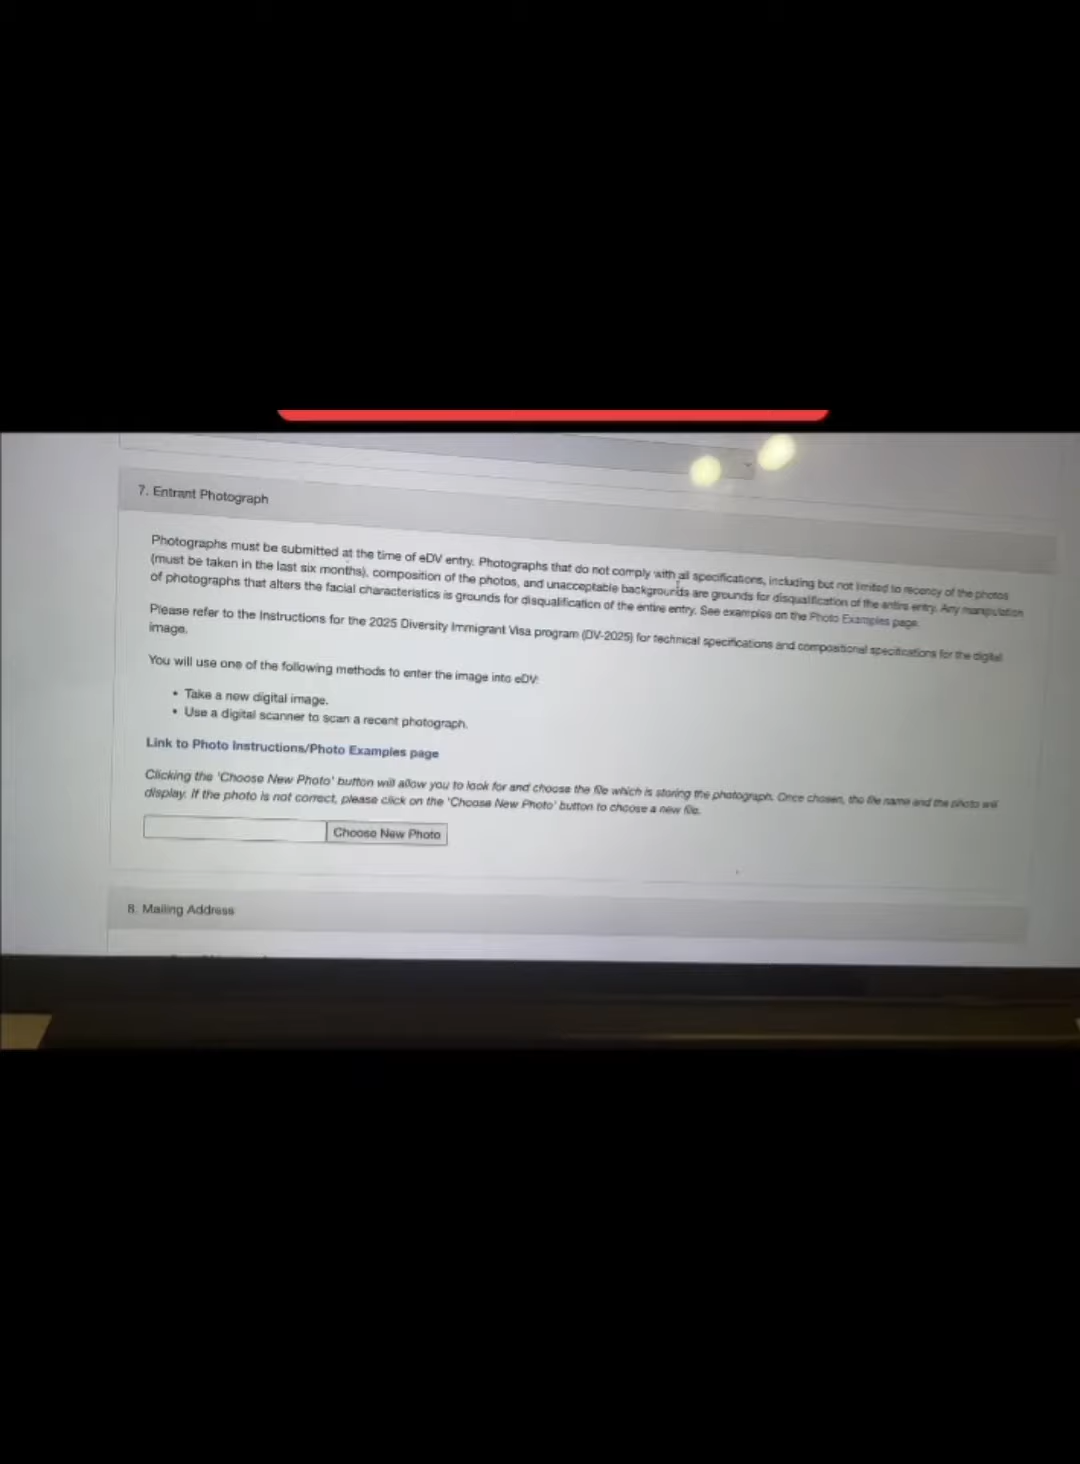 7. Entrant Photograph
Photographs must be submitted at the time of eDV entry. Photographs that do not comply with all specifications, including but not limited to recency of the photos
(must be taken in the last six months), composition of the photos, and unacceptable backgrounds are grounds for disqualification of the entire entry. Any manipulation
of photographs that alters the facial characteristics is grounds for disqualification of the entire entry. See examples on the Photo Examples page.
Please refer to the Instructions for the 2025 Diversity Immigrant Visa program (DV-2025) for technical specifications and compositional specifications for the digital
image.
You will use one of the following methods to enter the image into eDV:
• Take a new digital image.
• Use a digital scanner to scan a recent photograph.
Link to Photo Instructions/Photo Examples page
Clicking the 'Choose New Photo' button will allow you to look for and choose the file which is storing the photograph. Once chosen, the file name and the photo will
display. If the photo is not correct, please click on the 'Choose New Photo' button to choose a new file.
Choose New Photo
8. Mailing Address